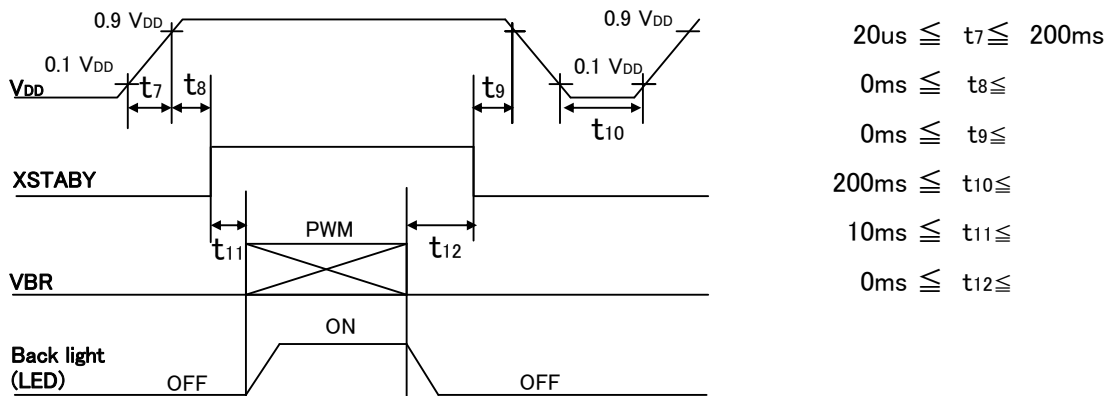 0.9 VDD
0.9 VDD
0.1 VDD
0.1 VDD
VDD
t7
t8
t9
t10
XSTABY
t11
PWM
t12
VBR
ON
Back light
(LED)
OFF
OFF
20us ≦ t7≦ 200ms
0ms ≦ t8≦
0ms ≦ t9≦
200ms ≦ t10≦
10ms ≦ t11≦
0ms ≦ t12≦